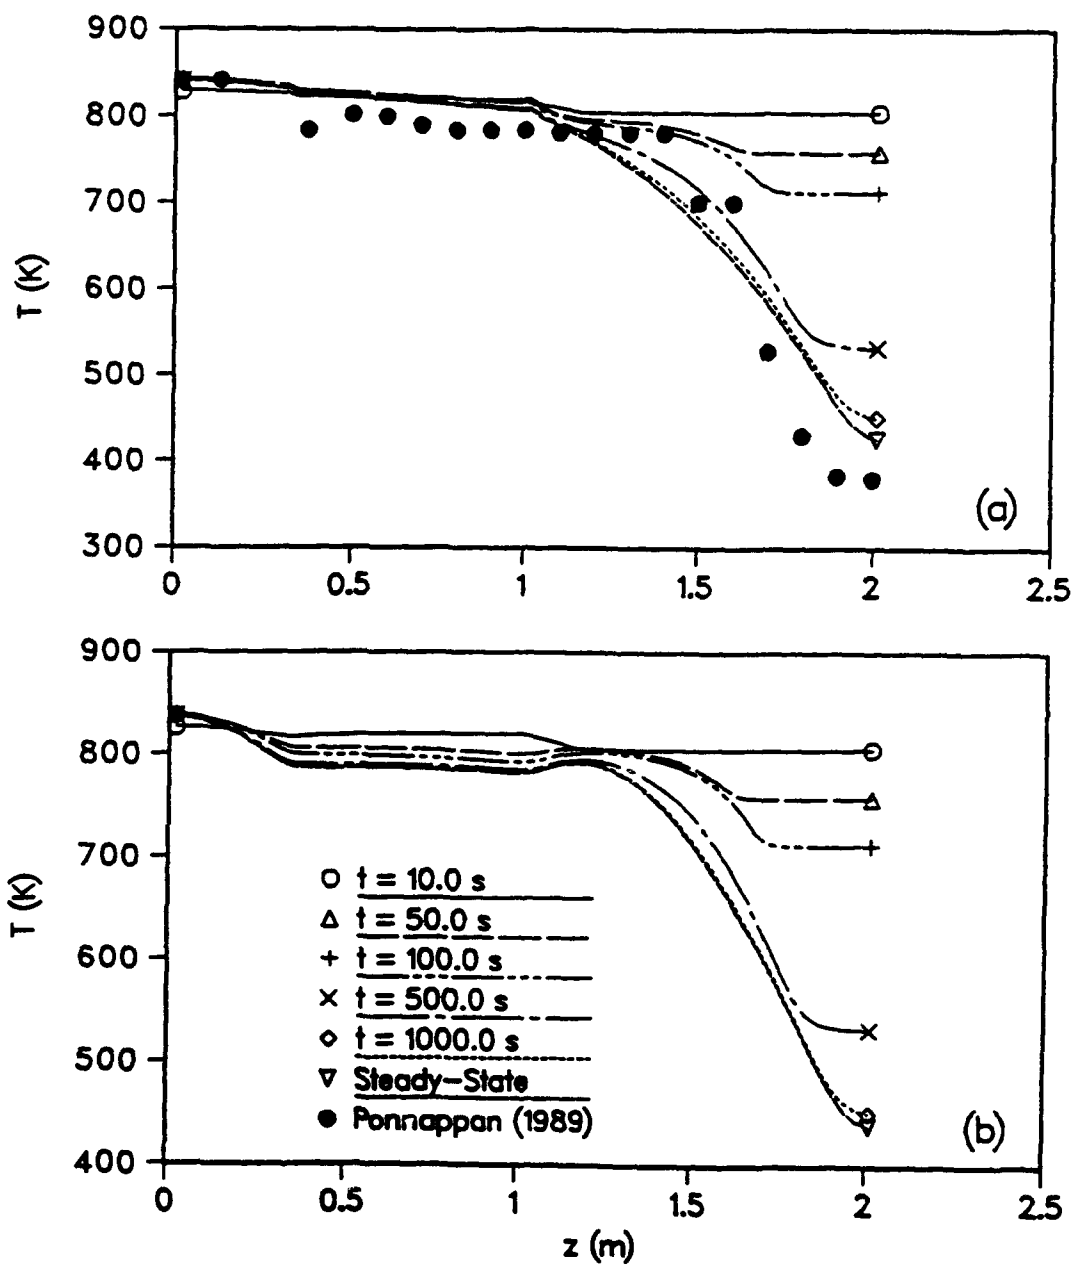 900
800
700
600
500
400
300
T (K)
0
0.5
1
1.5
2
2.5
(a)
900
800
700
600
500
400
T (K)
t = 10.0 s
t = 50.0 s
t = 100.0 s
t = 500.0 s
t = 1000.0 s
Steady-State
Ponnappan (1989)
(b)
0
0.5
1
1.5
2
2.5
z (m)